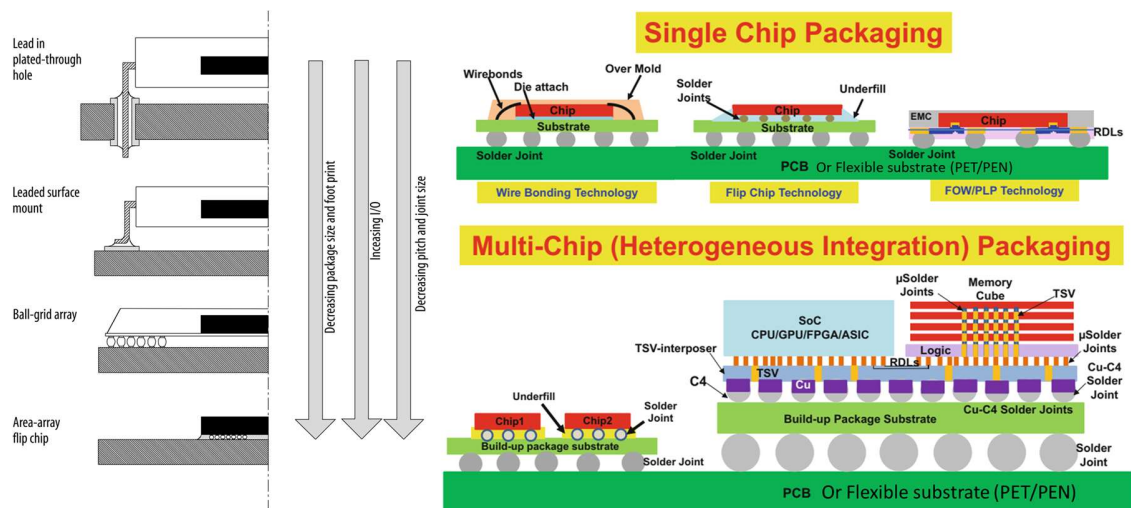 Lead in
plated-through
hole
Leaded surface
mount
Ball-grid array
Area-array
flip chip
Decreasing package size and foot print
Increasing I/O
Decreasing pitch and joint size
Single Chip Packaging
Wirebonds
Die attach
Over Mold
Chip
Substrate
Solder Joint
Wire Bonding Technology
Solder
Joints
Chip
Underfill
Substrate
Solder Joint
Flip Chip Technology
EMC
Chip
RDLs
Solder Joint
FOW/PLP Technology
PCB Or Flexible substrate (PET/PEN)
Multi-Chip (Heterogeneous Integration) Packaging
Underfill
Chip1
Chip2
Solder
Joint
Build-up package substrate
Solder Joint
SoC
CPU/GPU/FPGA/ASIC
µSolder
Joints
Memory
Cube
TSV
Logic
µSolder
Joints
TSV-interposer
RDLs
TSV
C4
Cu
Cu-C4
Solder
Joint
Cu-C4 Solder Joints
Build-up Package Substrate
Solder
Joint
PCB Or Flexible substrate (PET/PEN)